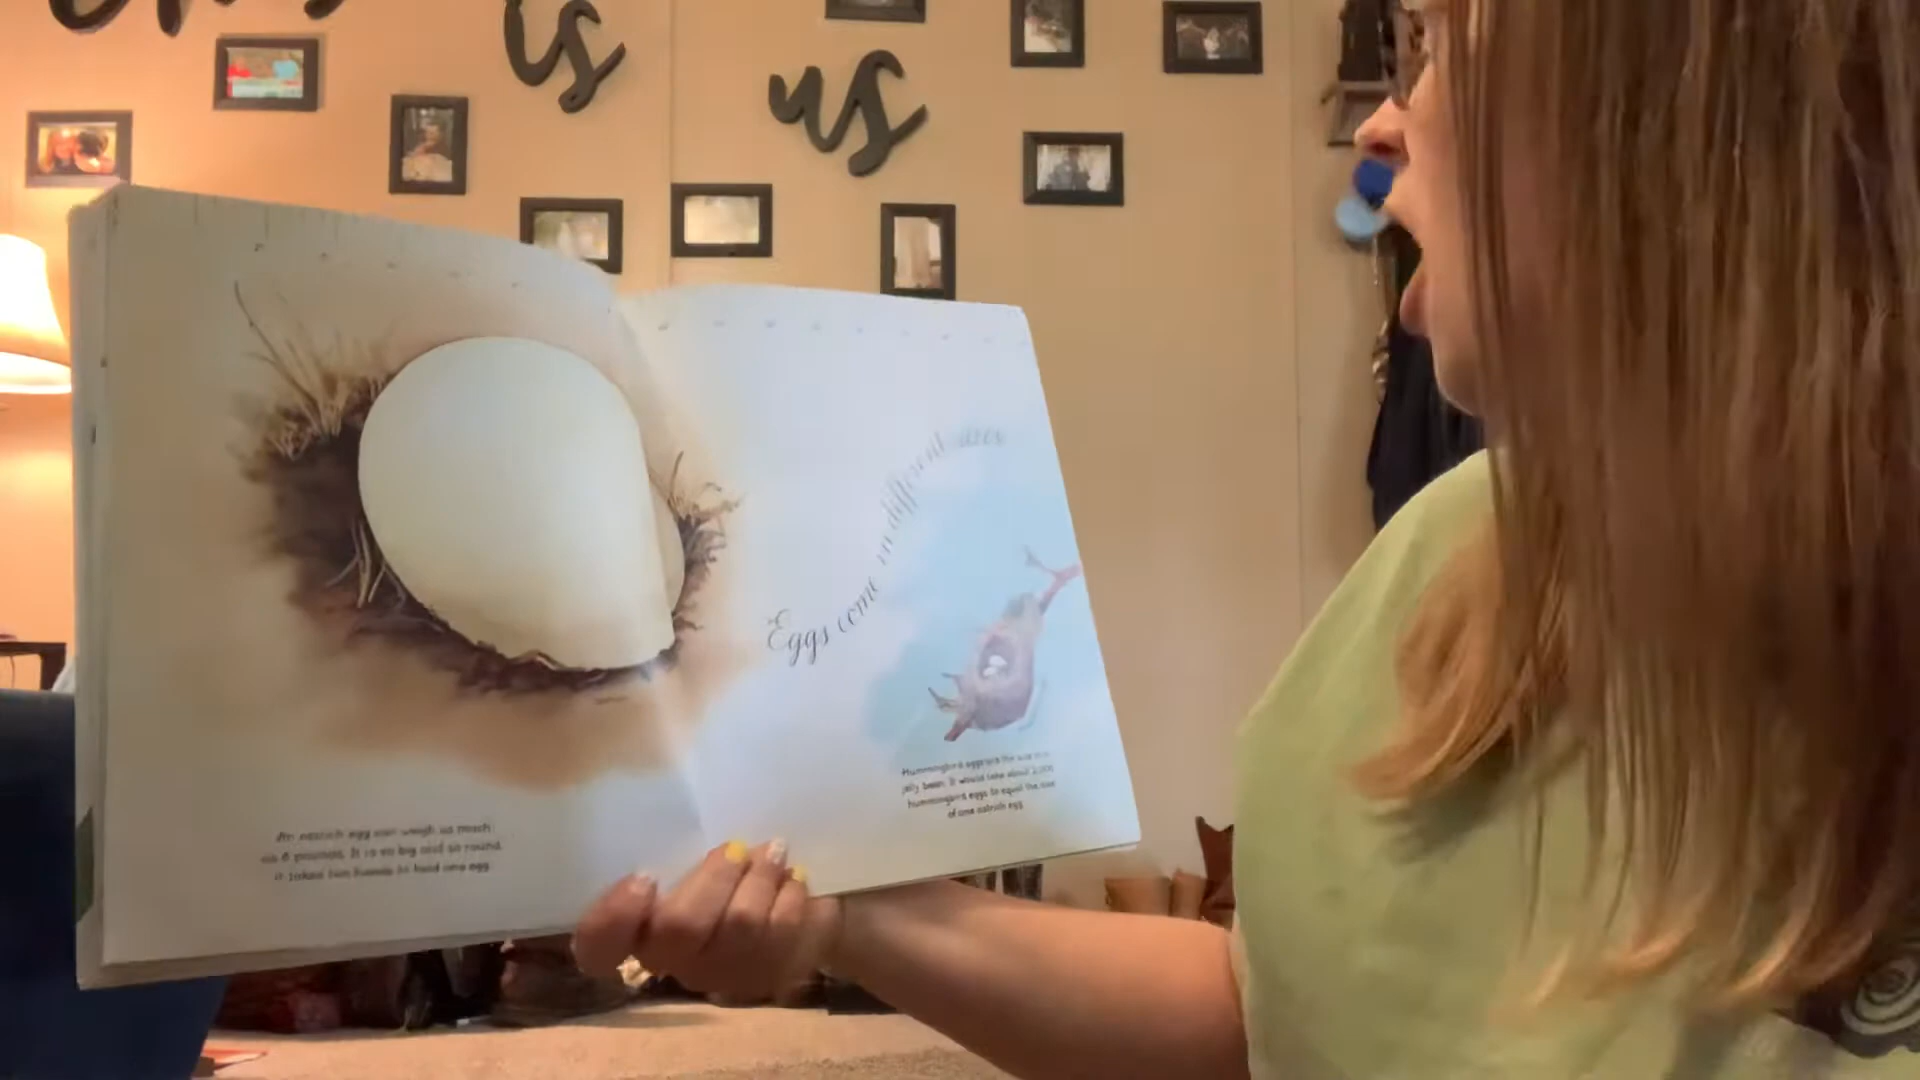 is
us
Eggs come in different sizes
An ostrich egg can weigh as much
as 8 pounds. It is so big and so round,
it takes two hands to hold one egg.
Hummingbird eggs are the size of a
jelly bean. It would take about 2,000
hummingbird eggs to equal the size
of one ostrich egg.